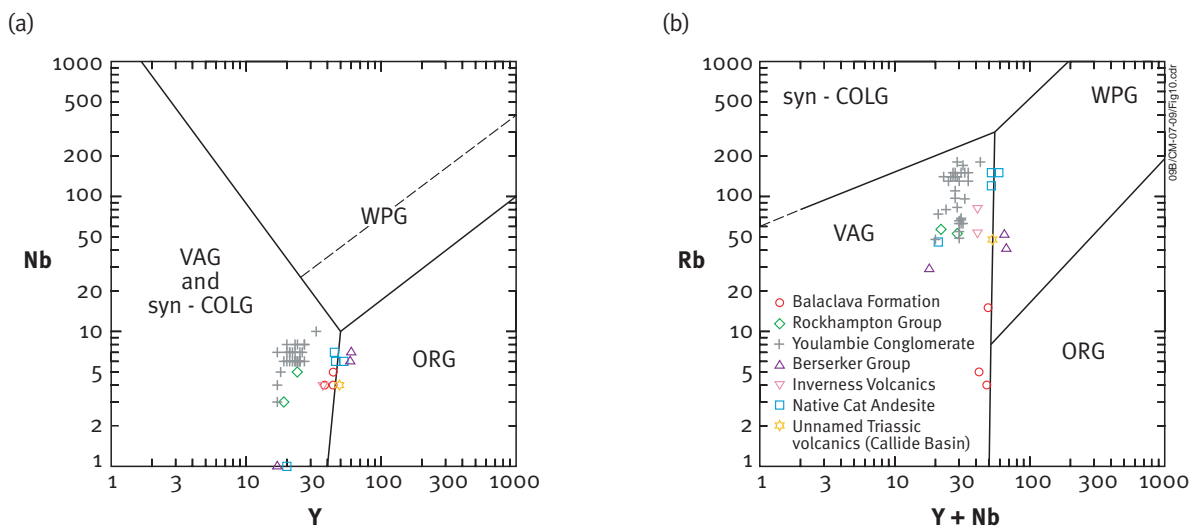 (a)
1000
500
200
100
50
Nb
20
10
5
2
1
1
3
10
30
100
300
1000
Y
WPG
VAG
and
syn - COLG
ORG
(b)
1000
500
200
100
50
Rb
20
10
5
2
1
1
3
10
30
100
300
1000
Y + Nb
syn - COLG
WPG
VAG
ORG
Balaclava Formation
Rockhampton Group
Youlambie Conglomerate
Berserker Group
Inverness Volcanics
Native Cat Andesite
Unnamed Triassic
volcanics (Callide Basin)
09B/CM-07-09/Fig10.cdr